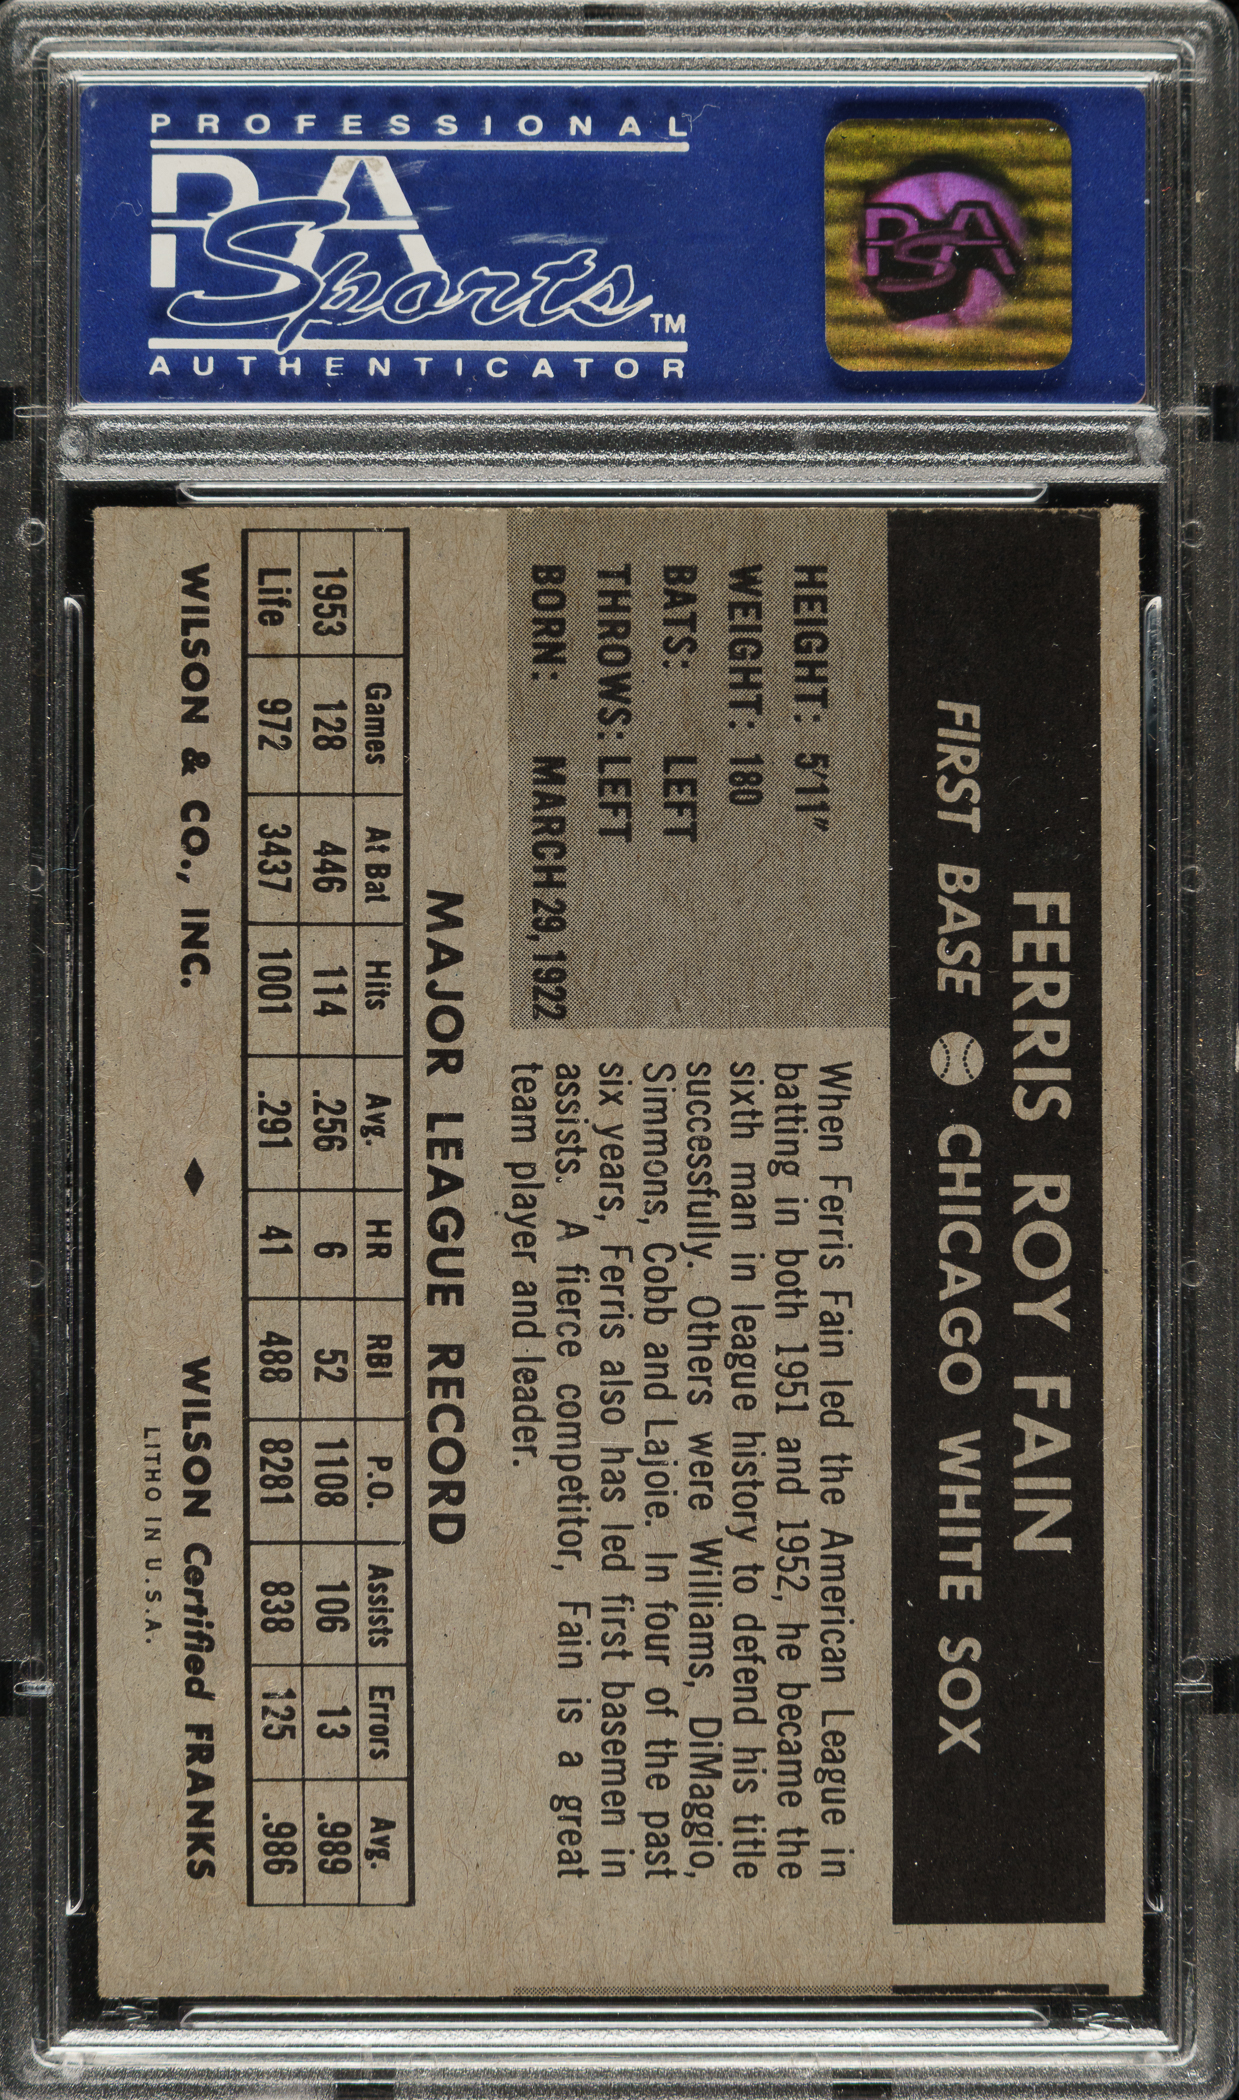 PROFESSIONAL
PSA
Sports™
AUTHENTICATOR
PSA
FERRIS ROY FAIN
FIRST BASE CHICAGO WHITE SOX
HEIGHT: 5'11"
WEIGHT: 180
BATS: LEFT
THROWS: LEFT
BORN: MARCH 29, 1922
When Ferris Fain led the American League in
batting in both 1951 and 1952, he became the
sixth man in league history to defend his title
successfully. Others were Williams, DiMaggio,
Simmons, Cobb and Lajoie. In four of the past
six years, Ferris also has led first basemen in
assists. A fierce competitor, Fain is a great
team player and leader.
MAJOR LEAGUE RECORD
Games At Bat Hits Avg. HR RBI P.O. Assists Errors Avg.
1953 128 446 114 .256 6 52 1108 106 13 .989
Life 972 3437 1001 .291 41 488 8281 838 125 .986
WILSON & CO., INC. ♦ WILSON Certified FRANKS
LITHO IN U.S.A.